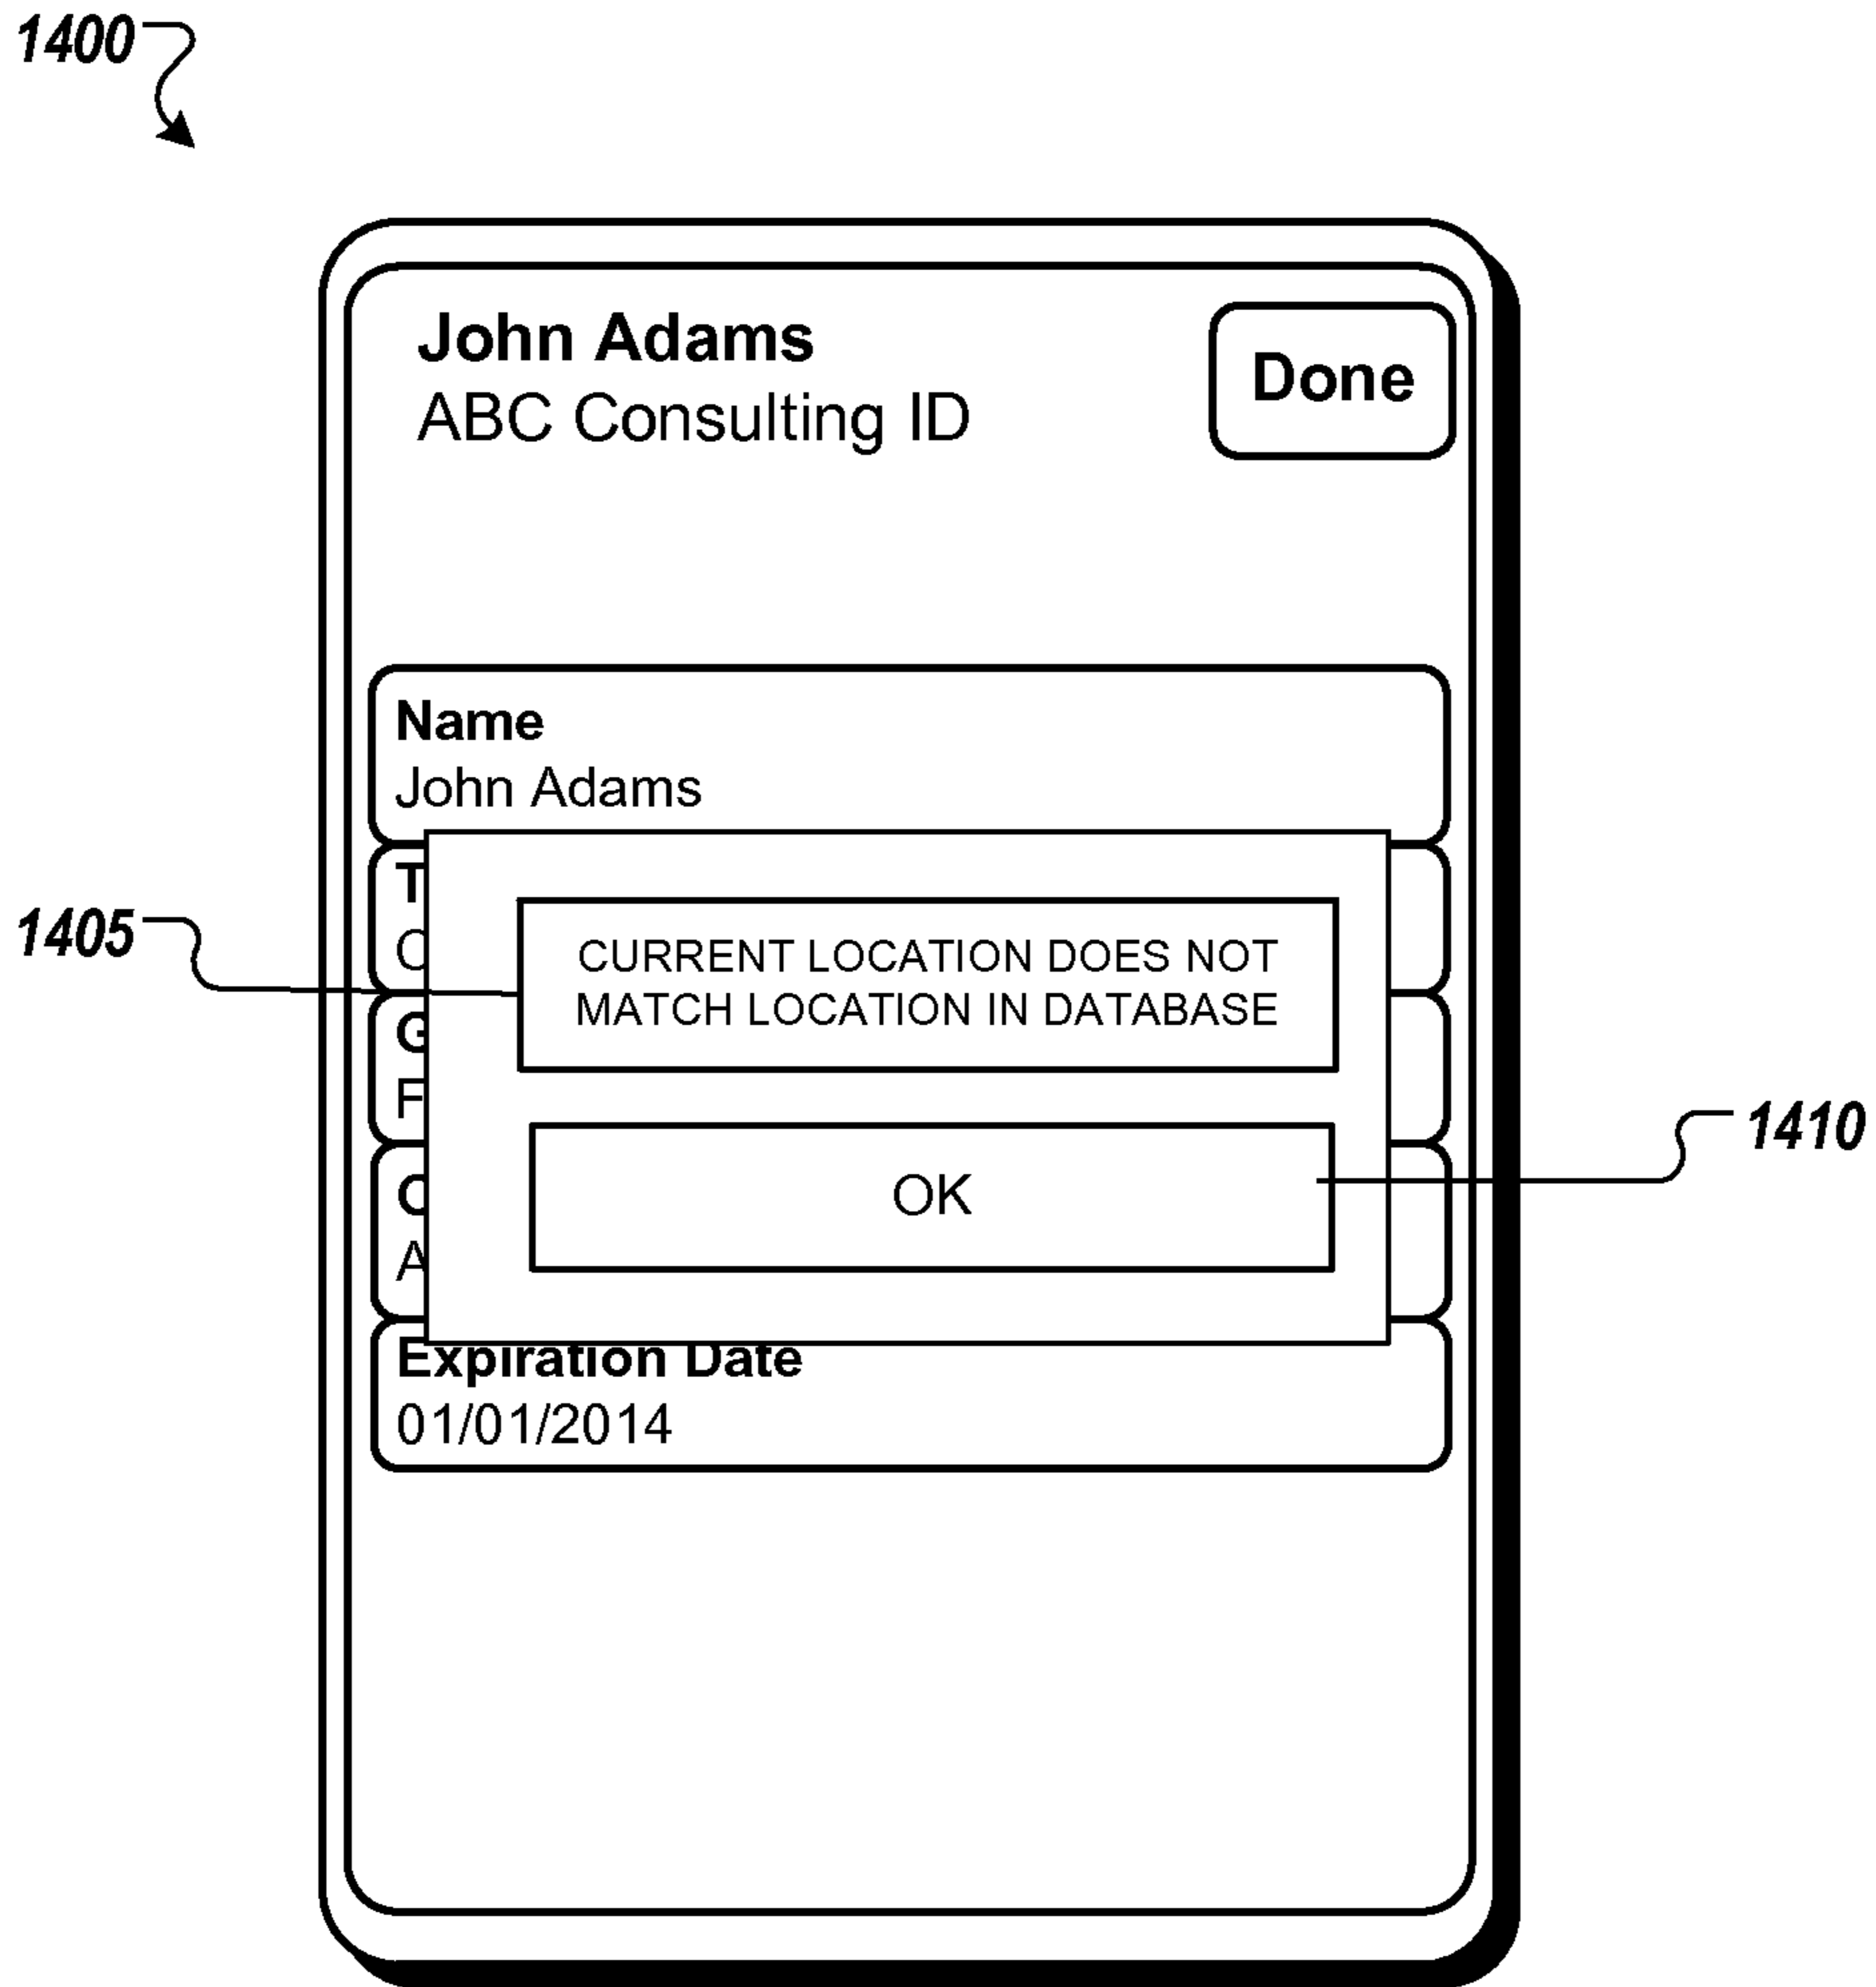 1400
John Adams
ABC Consulting ID
Done
Name
John Adams
T
C
1405
CURRENT LOCATION DOES NOT
MATCH LOCATION IN DATABASE
G
F
1410
OK
A
Expiration Date
01/01/2014